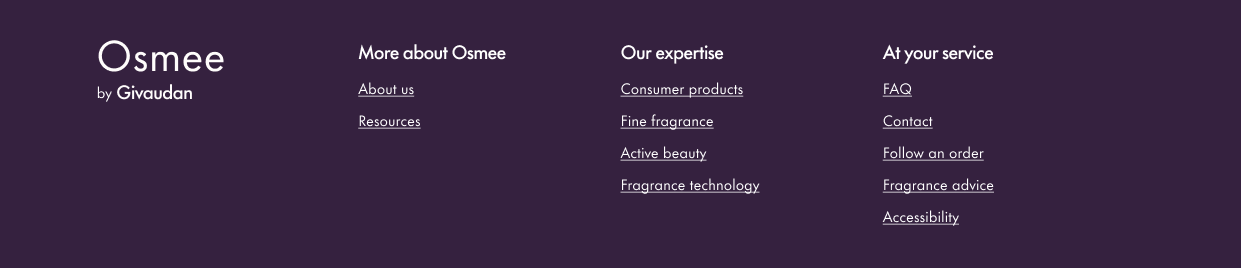 Osmee
by Givaudan
More about Osmee
About us
Resources
Our expertise
Consumer products
Fine fragrance
Active beauty
Fragrance technology
At your service
FAQ
Contact
Follow an order
Fragrance advice
Accessibility